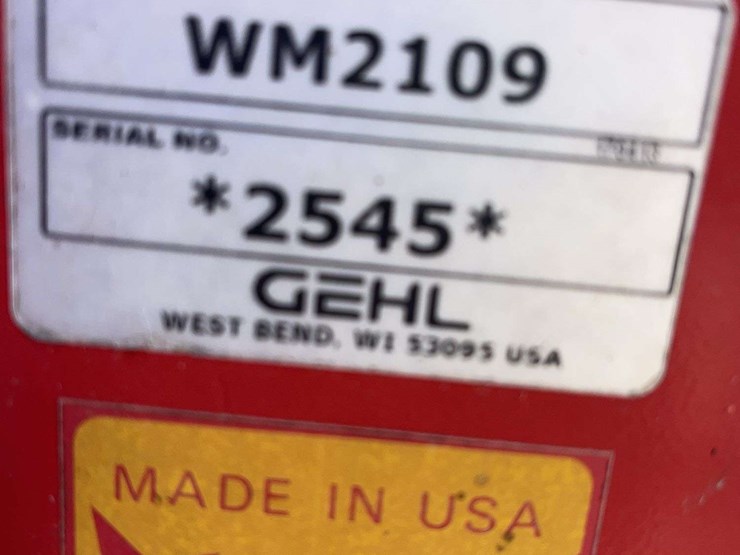 WM2109
SERIAL NO.
*2545*
GEHL
WEST BEND, WI 53095 USA
MADE IN USA